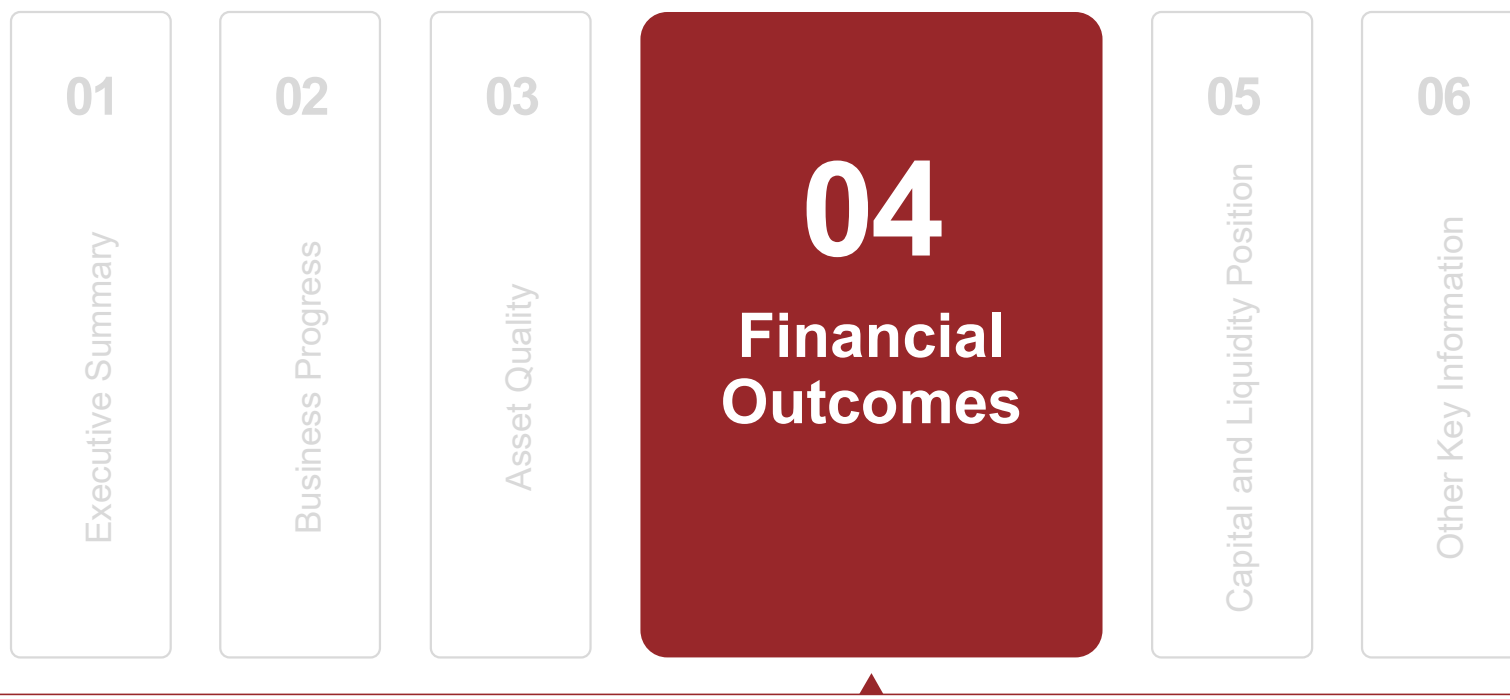 01
Executive Summary
02
Business Progress
03
Asset Quality
04
Financial
Outcomes
05
Capital and Liquidity Position
06
Other Key Information